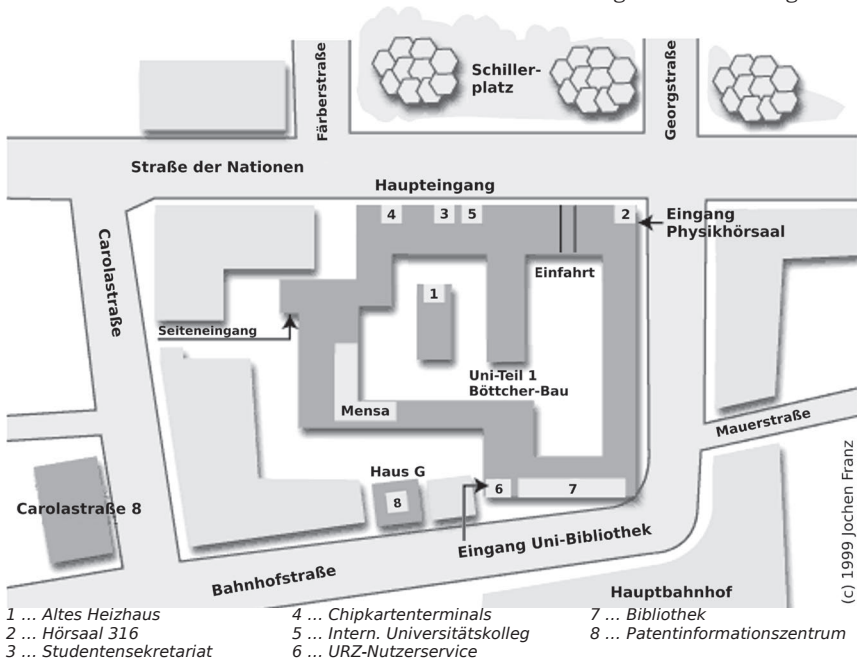 Färberstraße
Schiller-
platz
Georgstraße
Straße der Nationen
Haupteingang
4
3
5
2
Eingang
Physikhörsaal
Carolastraße
Einfahrt
1
Seiteneingang
Uni-Teil 1
Böttcher-Bau
Mensa
Mauerstraße
Haus G
6
7
8
Carolastraße 8
Eingang Uni-Bibliothek
Bahnhofstraße
Hauptbahnhof
(c) 1999 Jochen Franz
1 ... Altes Heizhaus
2 ... Hörsaal 316
3 ... Studentensekretariat
4 ... Chipkartenterminals
5 ... Intern. Universitätskolleg
6 ... URZ-Nutzerservice
7 ... Bibliothek
8 ... Patentinformationszentrum